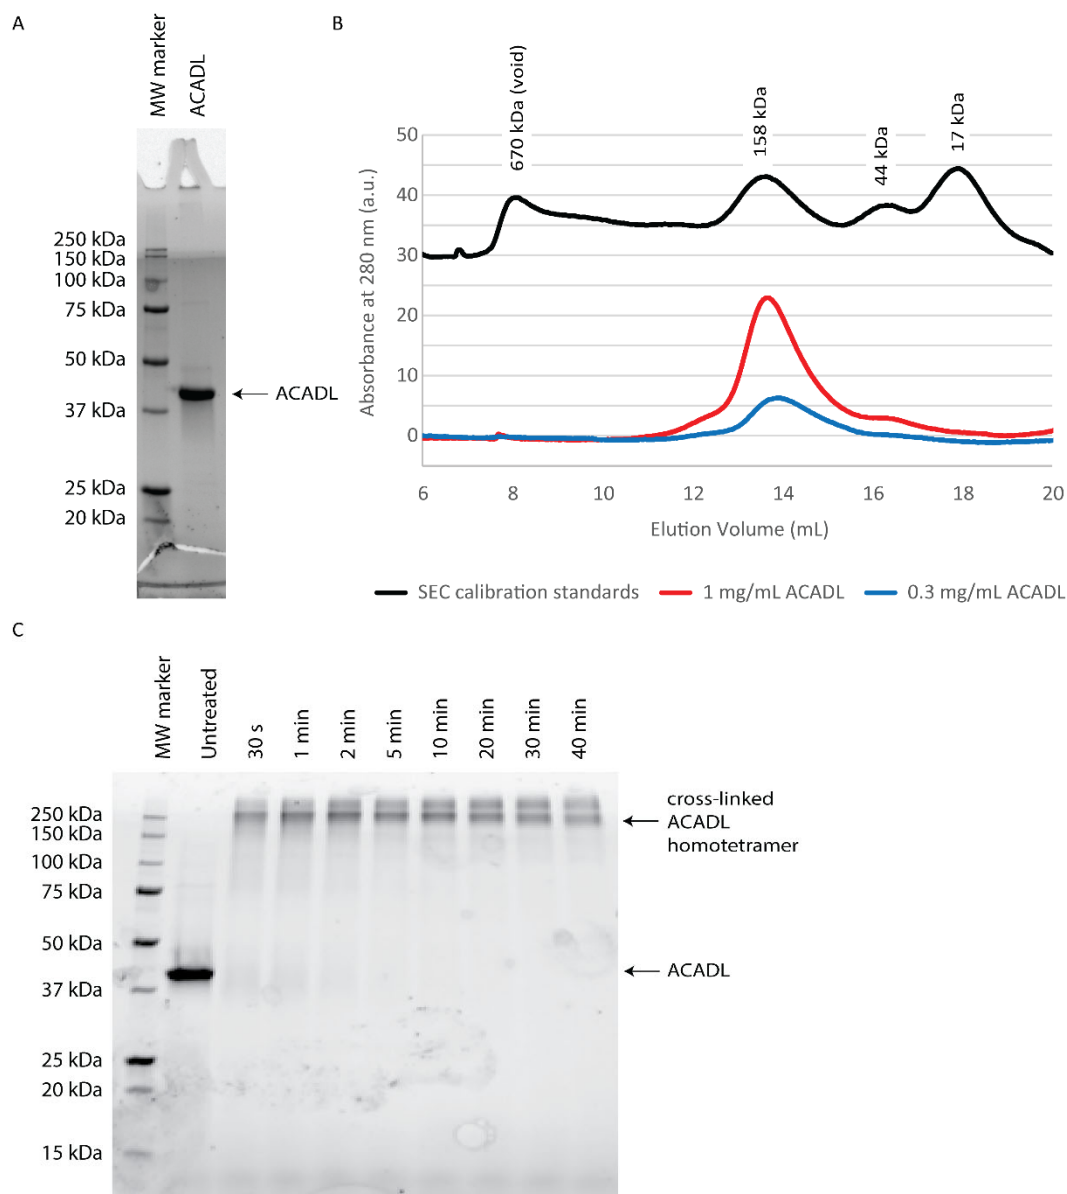 A
MW marker
ACADL
250 kDa
150 kDa
100 kDa
75 kDa
50 kDa
37 kDa
25 kDa
20 kDa
ACADL
B
670 kDa (void)
158 kDa
44 kDa
17 kDa
Absorbance at 280 nm (a.u.)
50
40
30
20
10
0
6 8 10 12 14 16 18 20
Elution Volume (mL)
SEC calibration standards 1 mg/mL ACADL 0.3 mg/mL ACADL
C
MW marker
Untreated
30 s
1 min
2 min
5 min
10 min
20 min
30 min
40 min
250 kDa
150 kDa
100 kDa
75 kDa
50 kDa
37 kDa
25 kDa
20 kDa
15 kDa
cross-linked
ACADL
homotetramer
ACADL